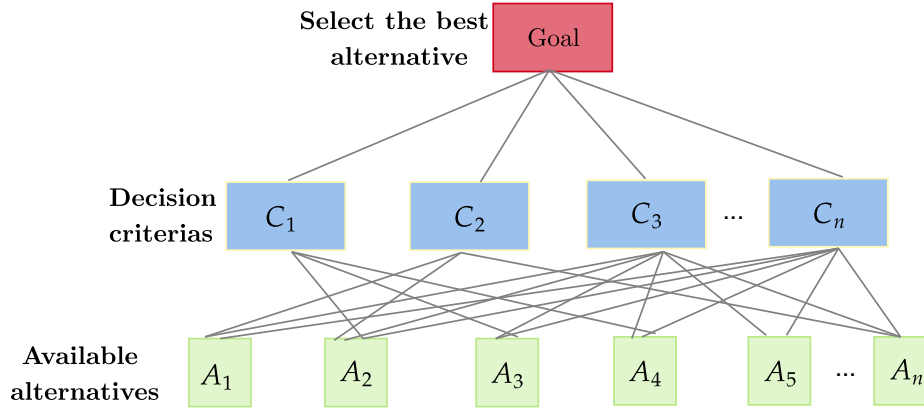 Select the best
alternative
Goal
Decision
criterias
C₁
C₂
C₃
...
Cₙ
Available
alternatives
A₁
A₂
A₃
A₄
A₅
...
Aₙ